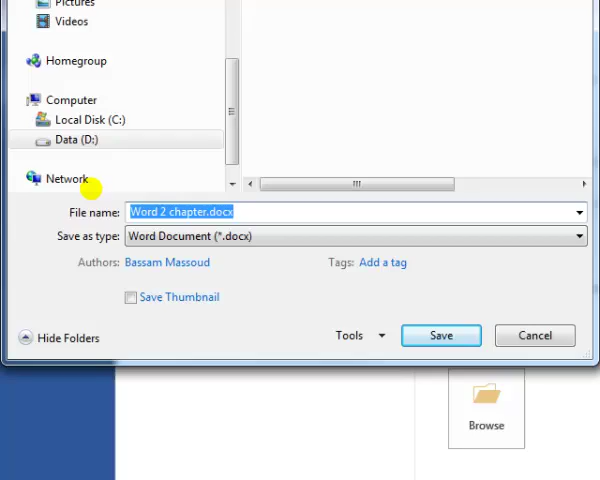 Pictures
Videos
Homegroup
Computer
Local Disk (C:)
Data (D:)
Network
File name: Word 2 chapter.docx
Save as type: Word Document (*.docx)
Authors: Bassam Massoud Tags: Add a tag
Save Thumbnail
Hide Folders Tools Save Cancel
Browse